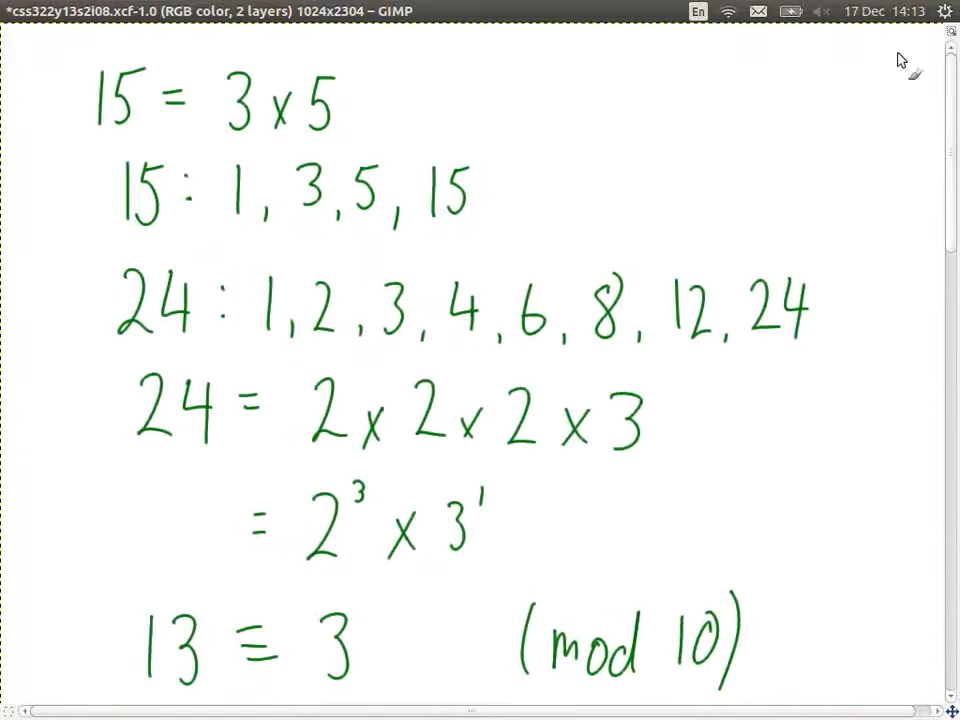 *css322y13s2i08.xcf-1.0 (RGB color, 2 layers) 1024x2304 – GIMP En 17 Dec 14:13
15 = 3 x 5
15 : 1, 3, 5, 15
24 : 1, 2, 3, 4, 6, 8, 12, 24
24 = 2 x 2 x 2 x 3
= 2³ x 3¹
13 ≡ 3 (mod 10)